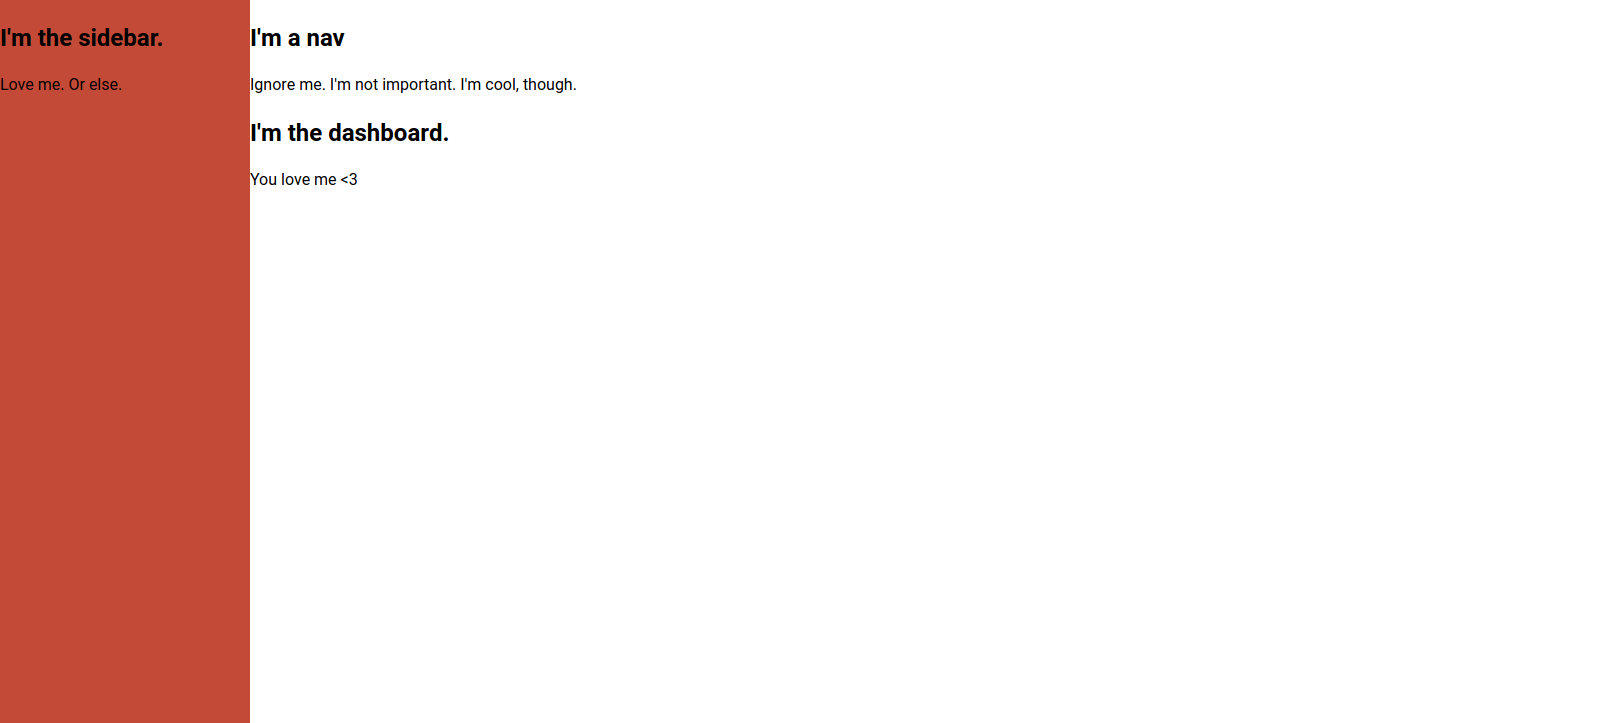 I'm the sidebar.
Love me. Or else.
I'm a nav
Ignore me. I'm not important. I'm cool, though.
I'm the dashboard.
You love me <3